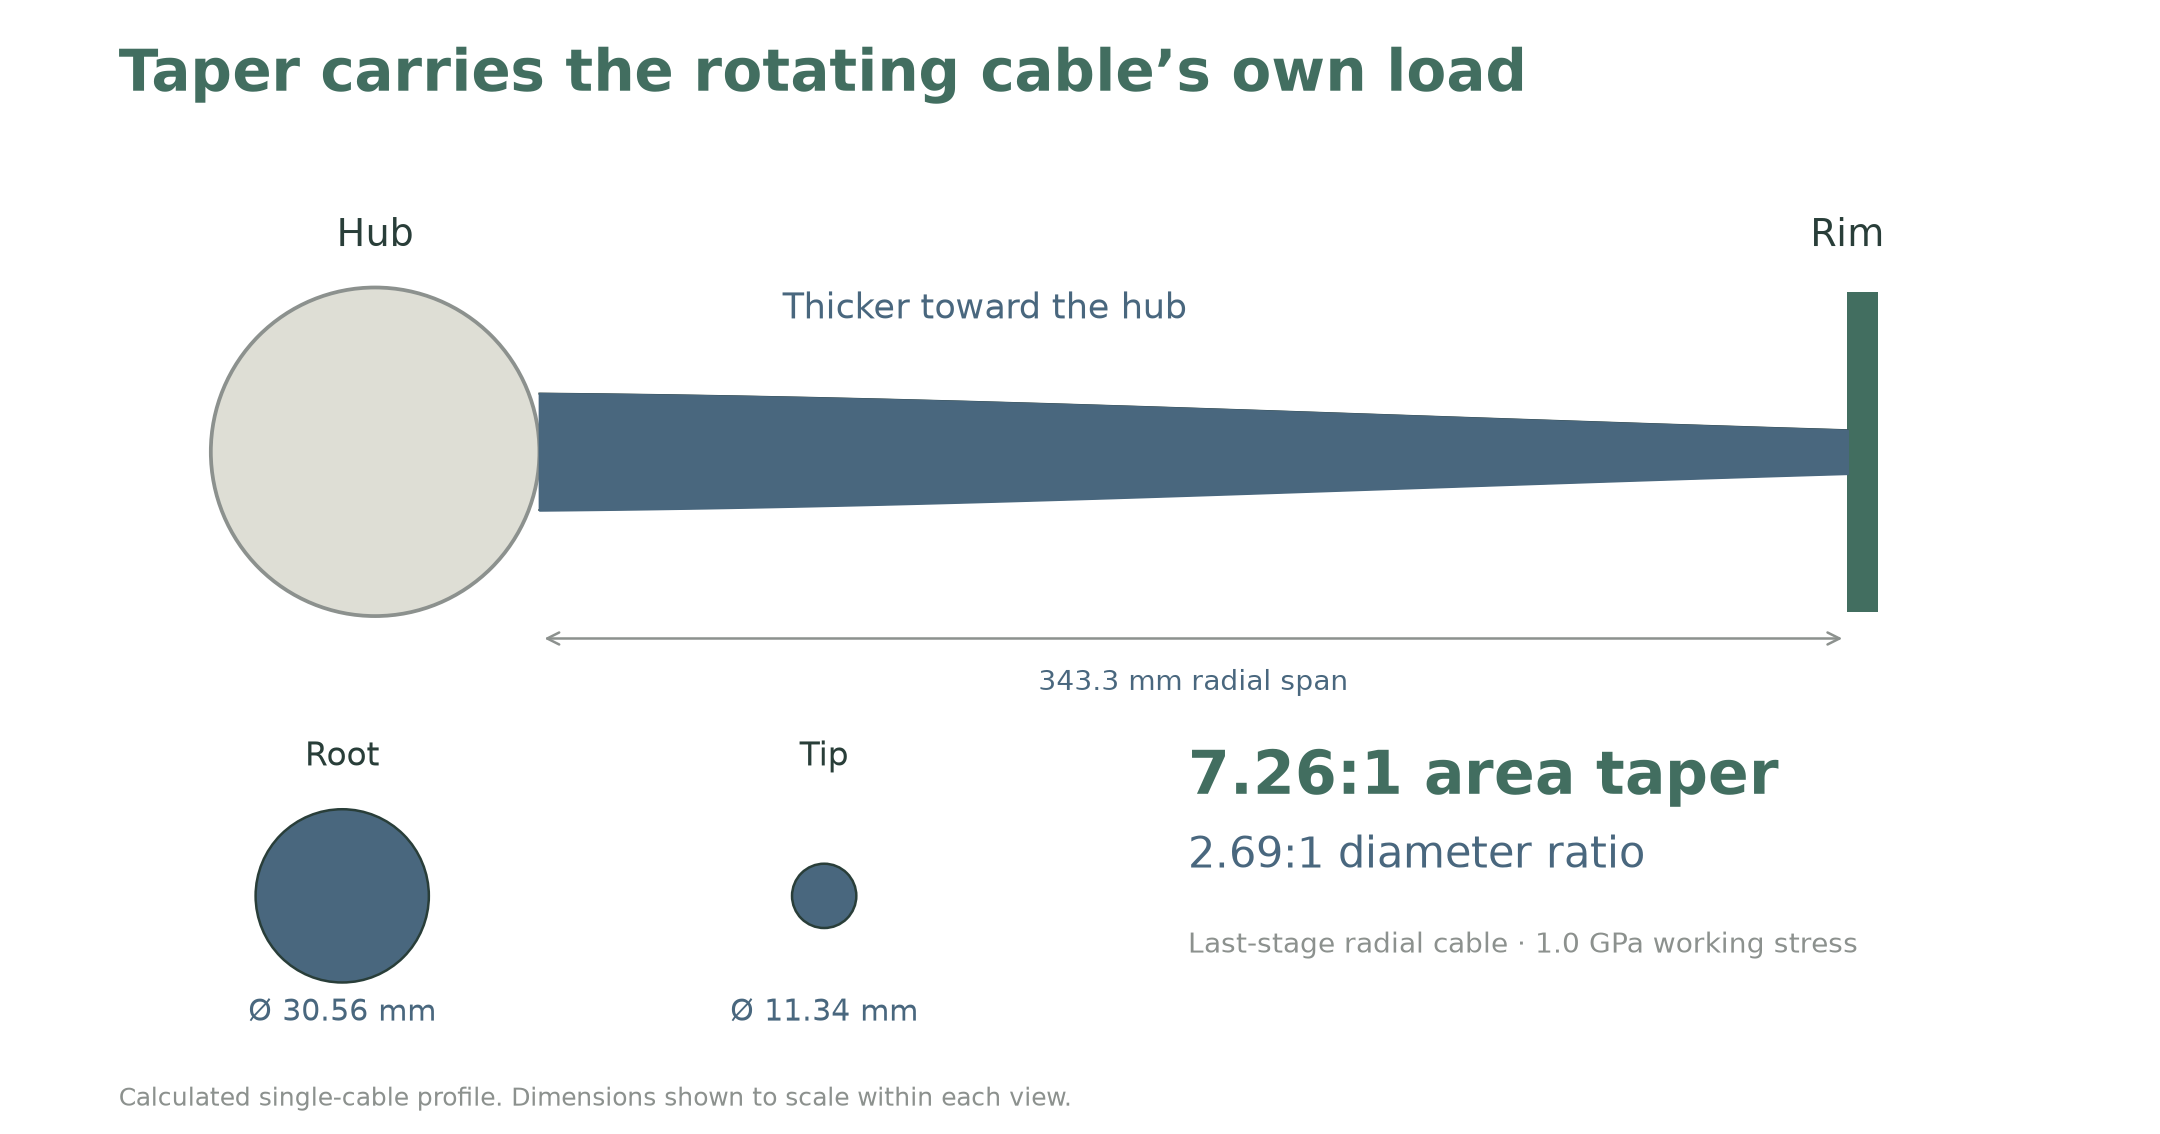 Taper carries the rotating cable’s own load
Hub
Rim
Thicker toward the hub
343.3 mm radial span
Root
Tip
7.26:1 area taper
2.69:1 diameter ratio
Last-stage radial cable · 1.0 GPa working stress
Ø 30.56 mm
Ø 11.34 mm
Calculated single-cable profile. Dimensions shown to scale within each view.